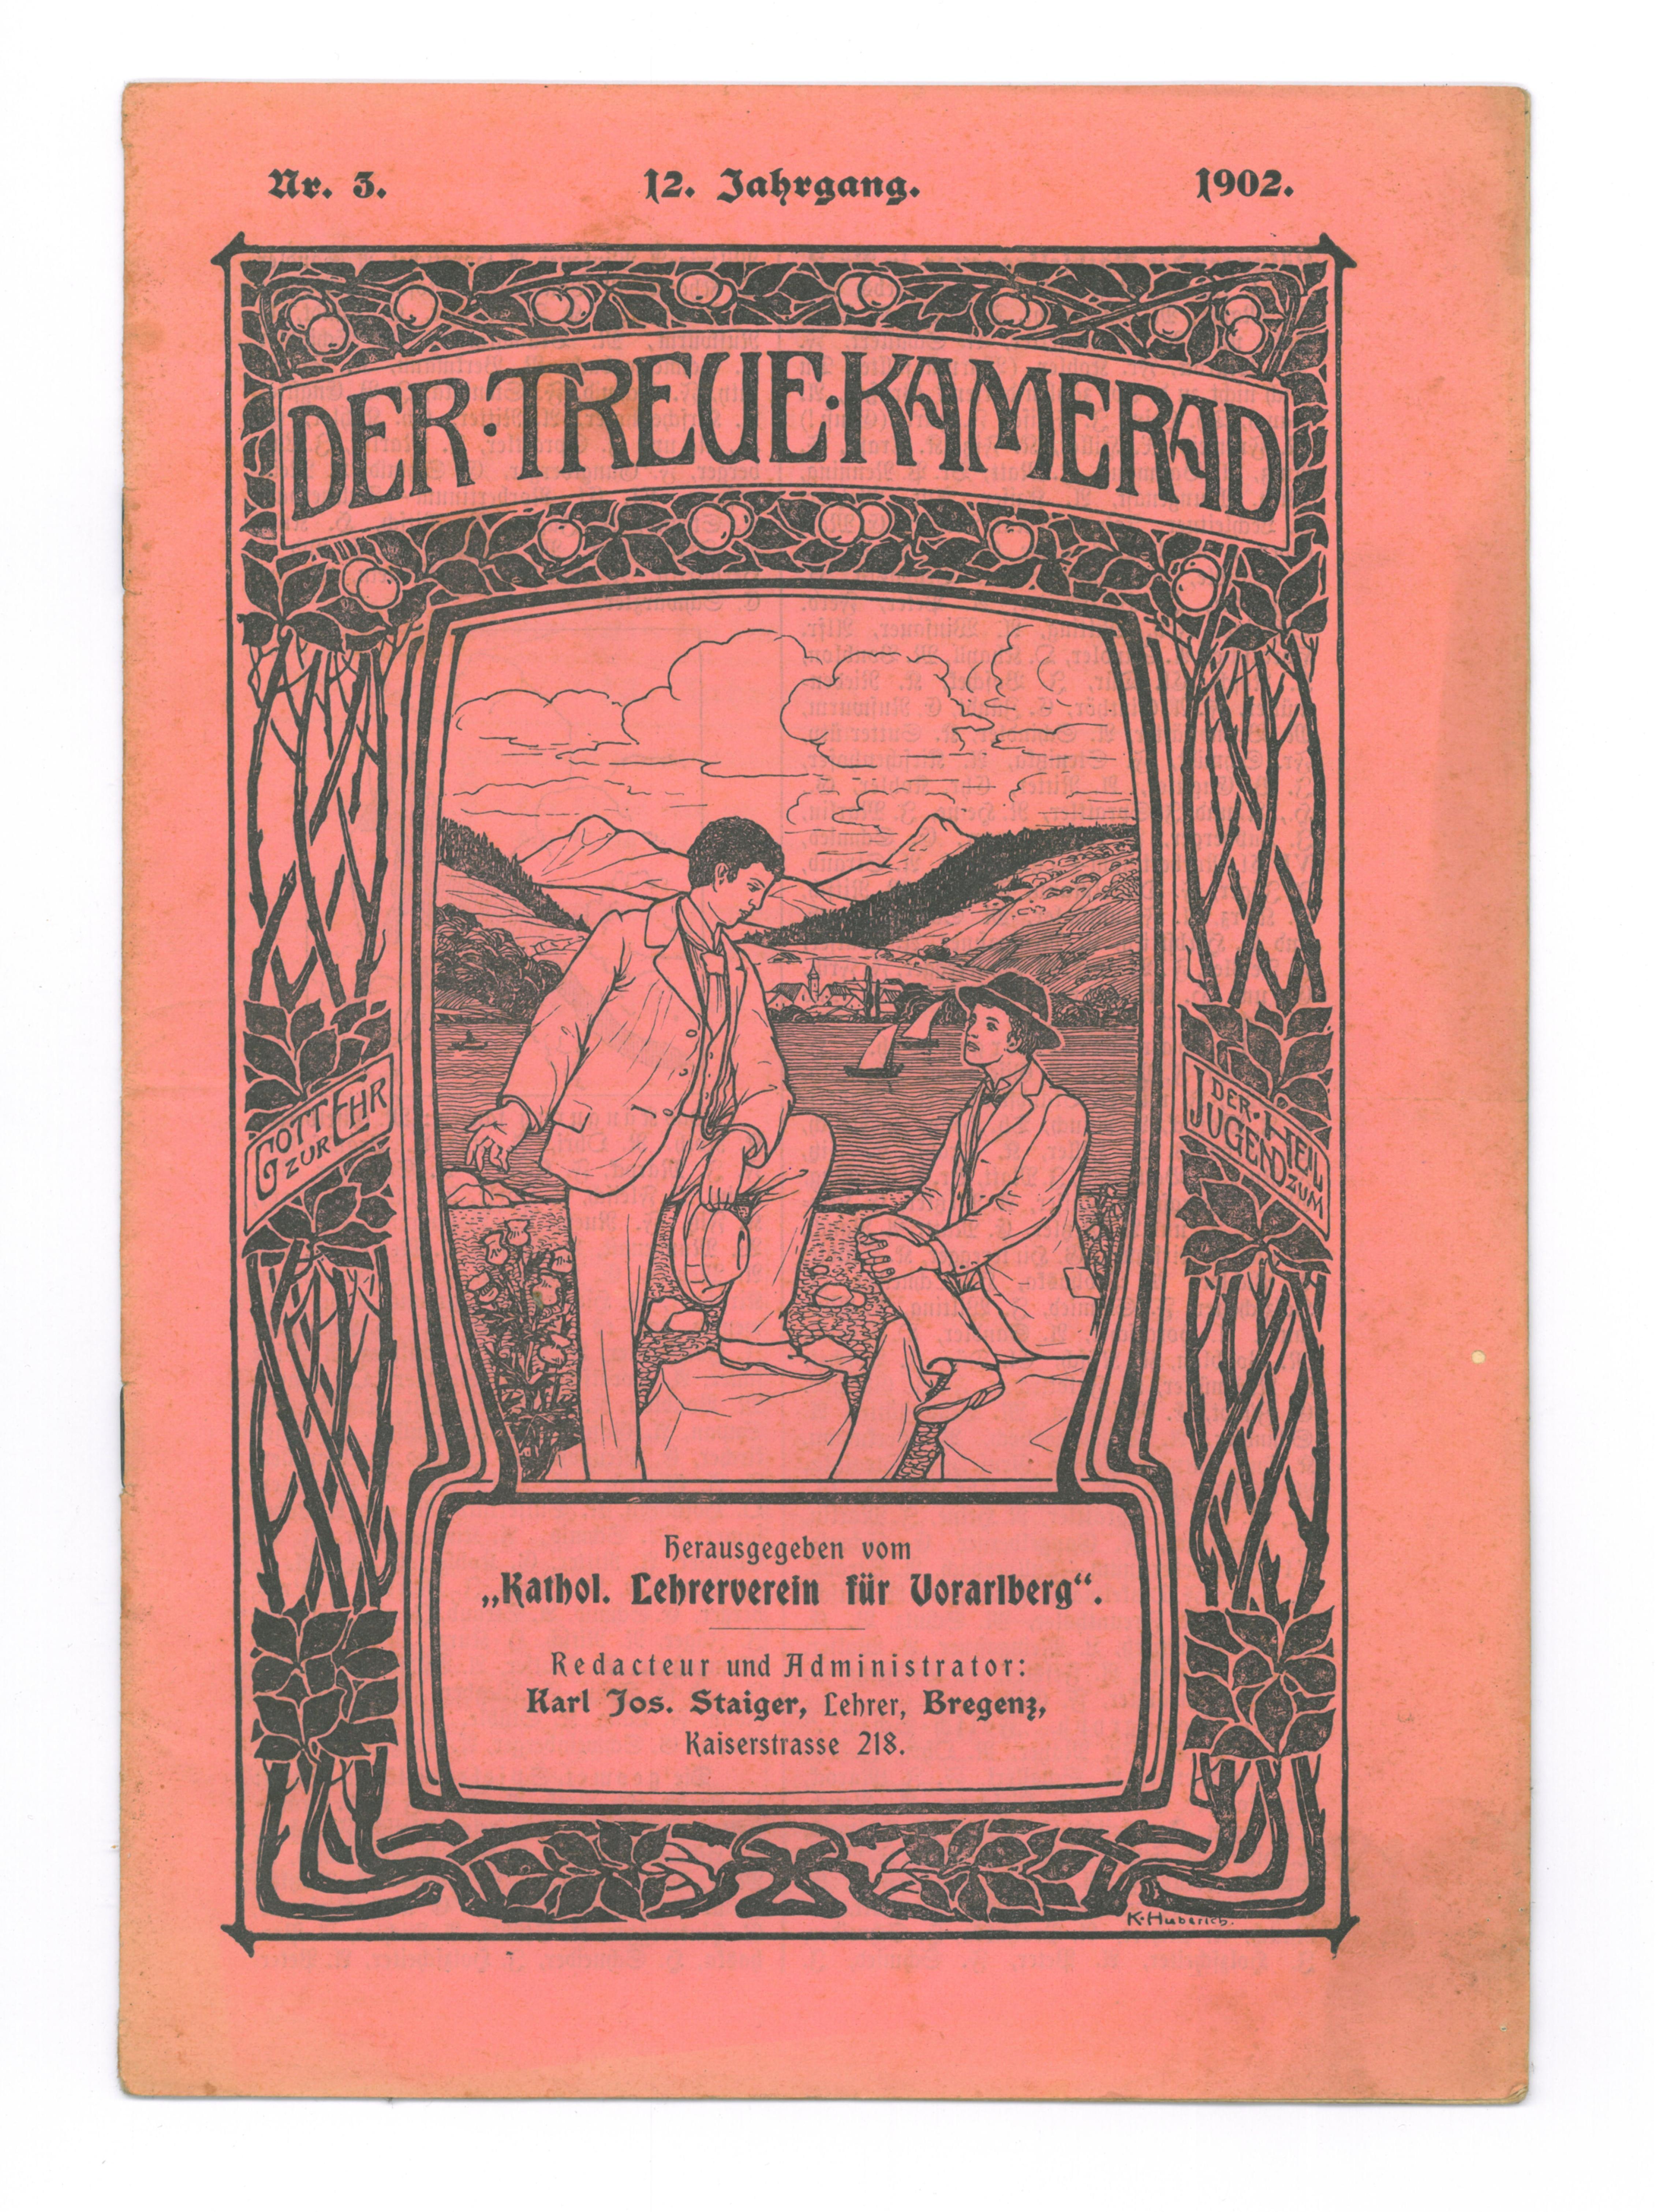 Nr. 3. 12. Jahrgang. 1902.
DER·TREUE·KAMERAD
GOTT
ZUR EHR
DER·
JUGEND ZUM
HEIL
Herausgegeben vom
„Kathol. Lehrerverein für Vorarlberg“.
Redacteur und Administrator:
Karl Jos. Staiger, Lehrer, Bregenz,
Kaiserstrasse 218.
K·Huberich.